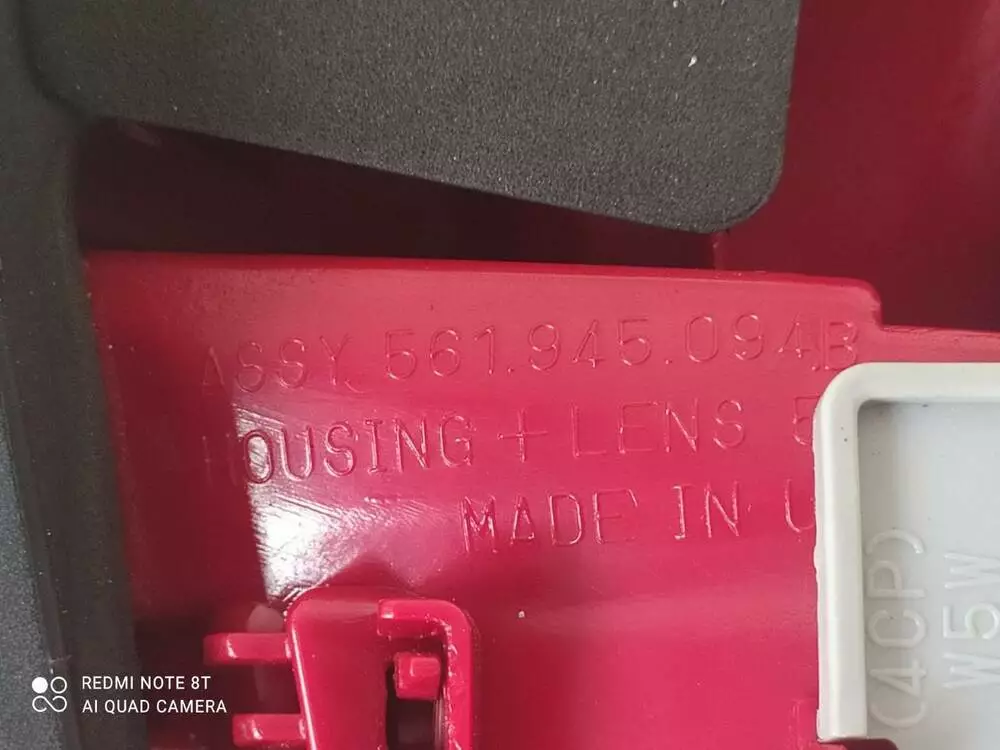 ASSY. 561.945.094B
HOUSING + LENS
MADE IN
(4CP)
W5W
REDMI NOTE 8T
AI QUAD CAMERA